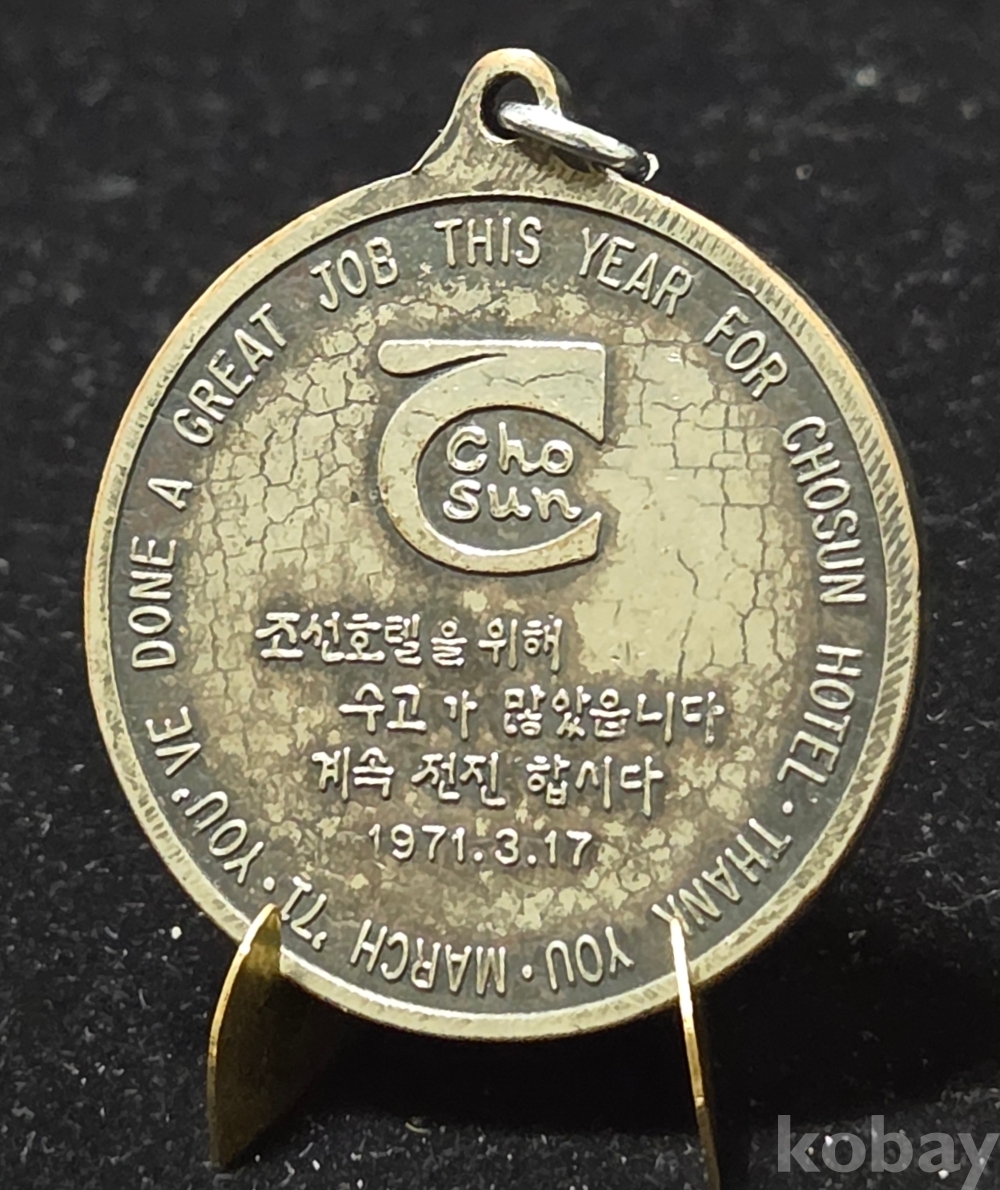 YOU'VE DONE A GREAT JOB THIS YEAR FOR CHOSUN HOTEL · THANK YOU · MARCH '71 ·
Cho
Sun
조선호텔을 위해
수고가 많았읍니다
계속 전진 합시다
1971.3.17
kobay